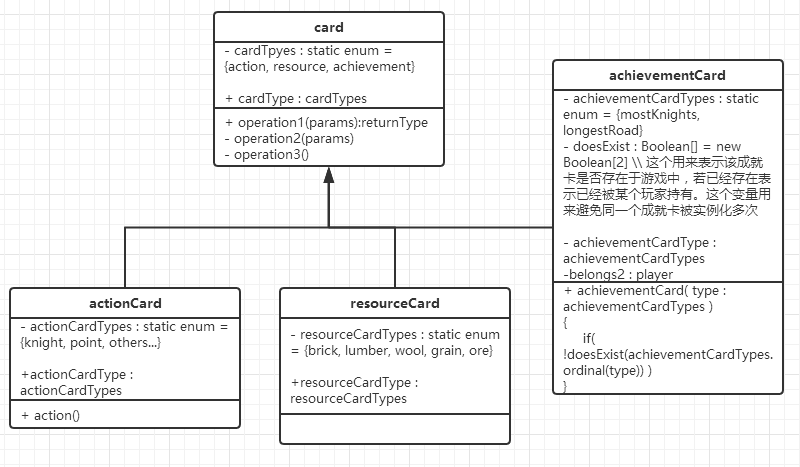 card
- cardTpyes : static enum =
{action, resource, achievement}
+ cardType : cardTypes
+ operation1(params):returnType
- operation2(params)
- operation3()
achievementCard
- achievementCardTypes : static
enum = {mostKnights,
longestRoad}
- doesExist : Boolean[] = new
Boolean[2] \\ 这个用来表示该成就
卡是否存在于游戏中，若已经存在表
示已经被某个玩家持有。这个变量用
来避免同一个成就卡被实例化多次
- achievementCardType :
achievementCardTypes
-belongs2 : player
+ achievementCard( type :
achievementCardTypes )
{
if(
!doesExist(achievementCardTypes.
ordinal(type)) )
}
actionCard
- actionCardTypes : static enum =
{knight, point, others...}
+actionCardType :
actionCardTypes
+ action()
resourceCard
- resourceCardTypes : static enum
= {brick, lumber, wool, grain, ore}
+resourceCardType :
resourceCardTypes